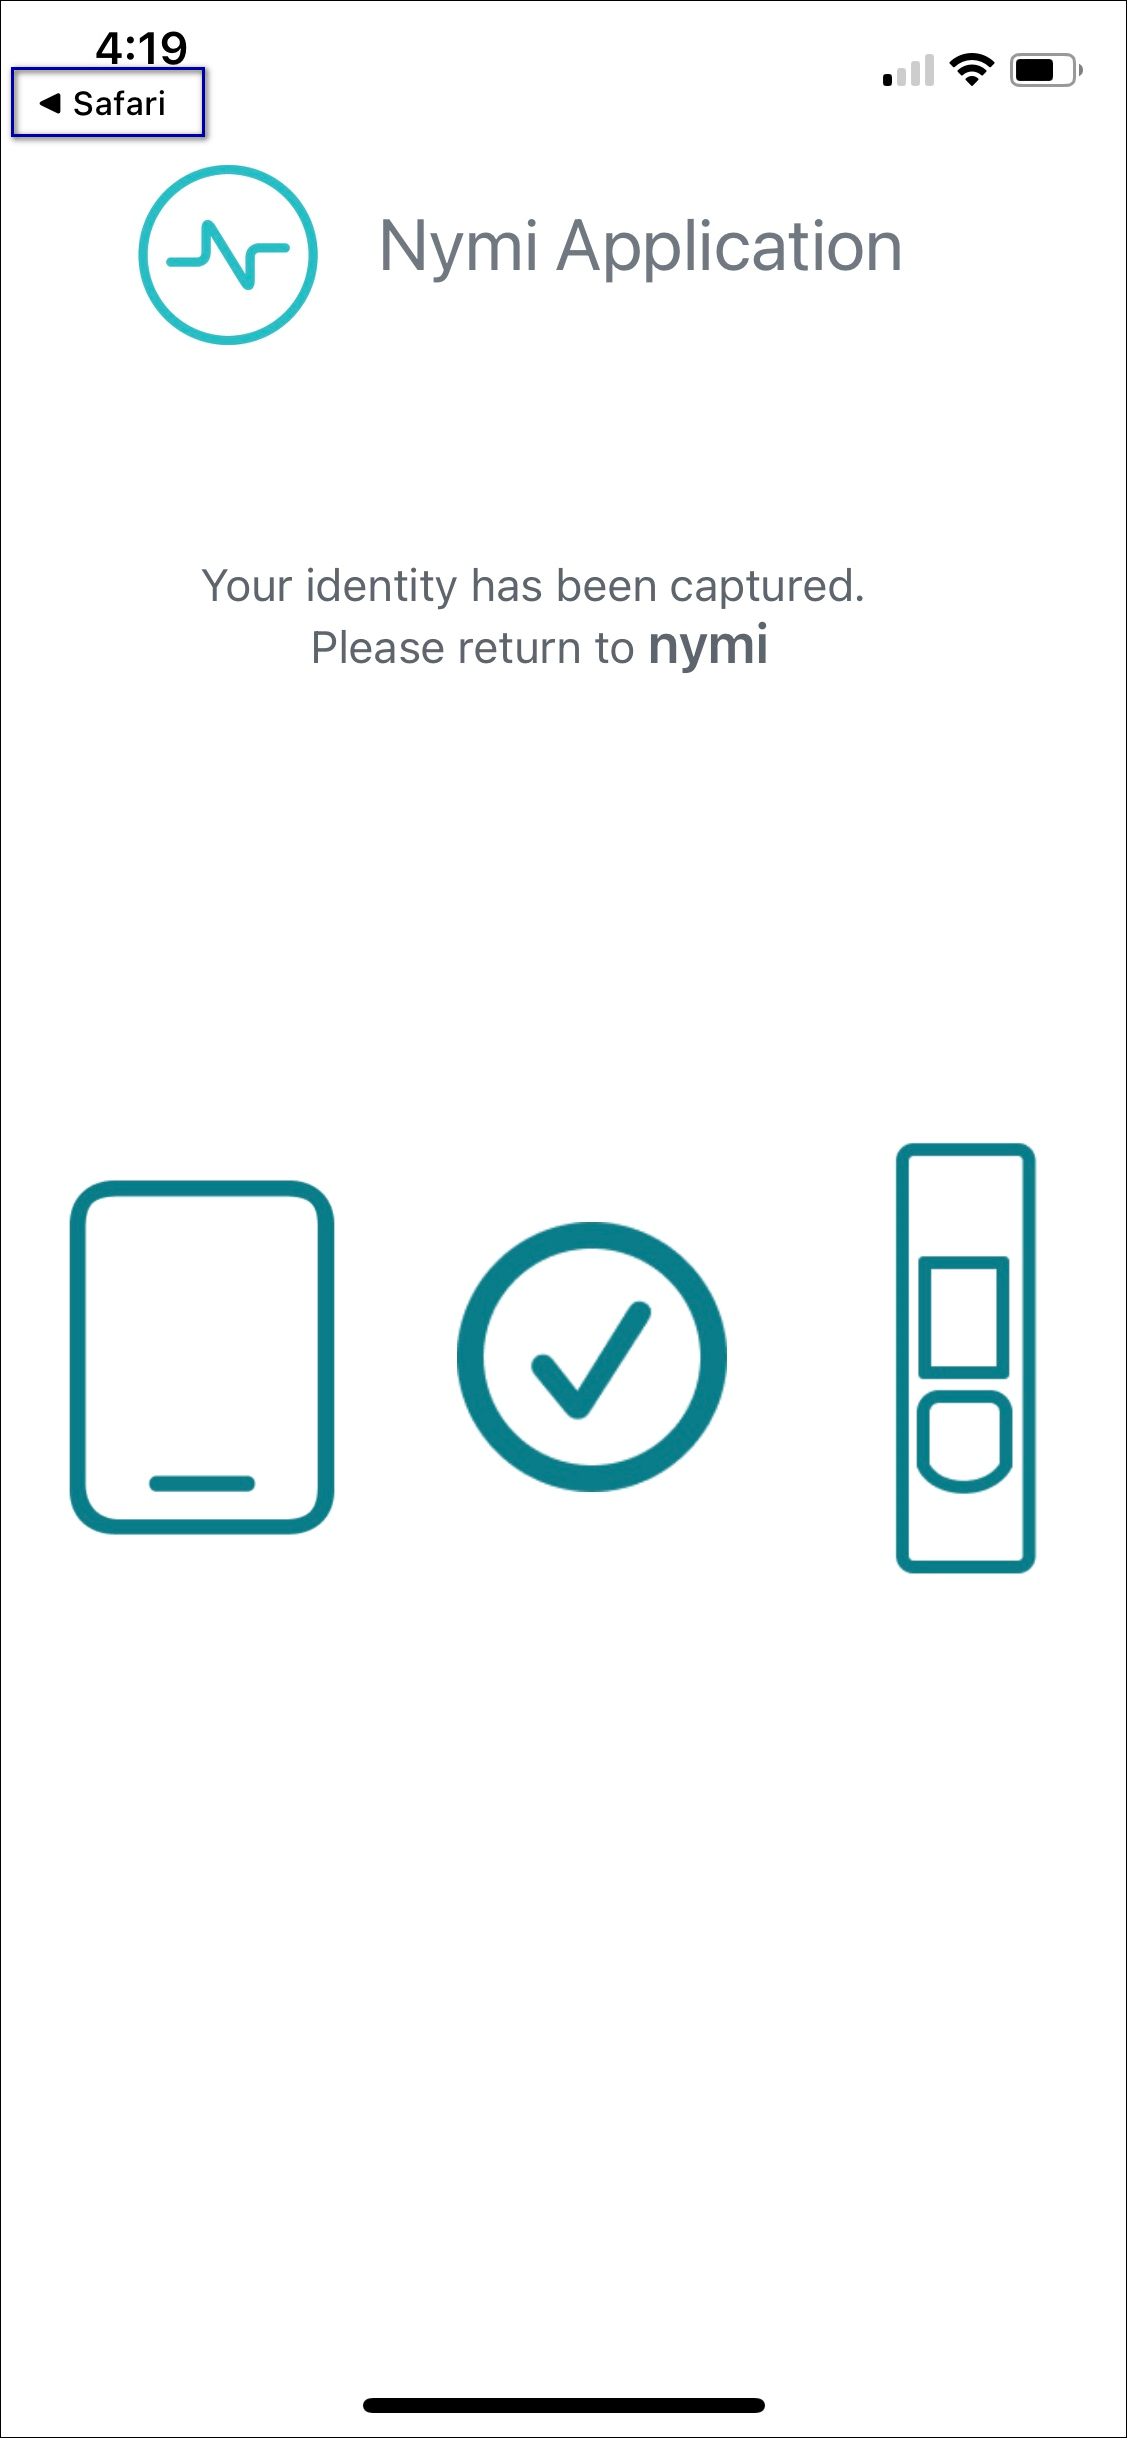 4:19
◀ Safari
Nymi Application
Your identity has been captured.
Please return to nymi